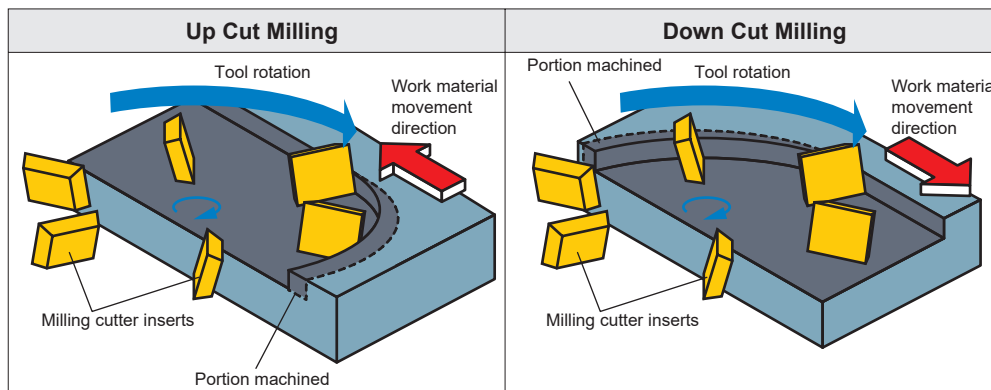 Up Cut Milling
Tool rotation
Work material
movement
direction
Milling cutter inserts
Portion machined
Down Cut Milling
Portion machined
Tool rotation
Work material
movement
direction
Milling cutter inserts